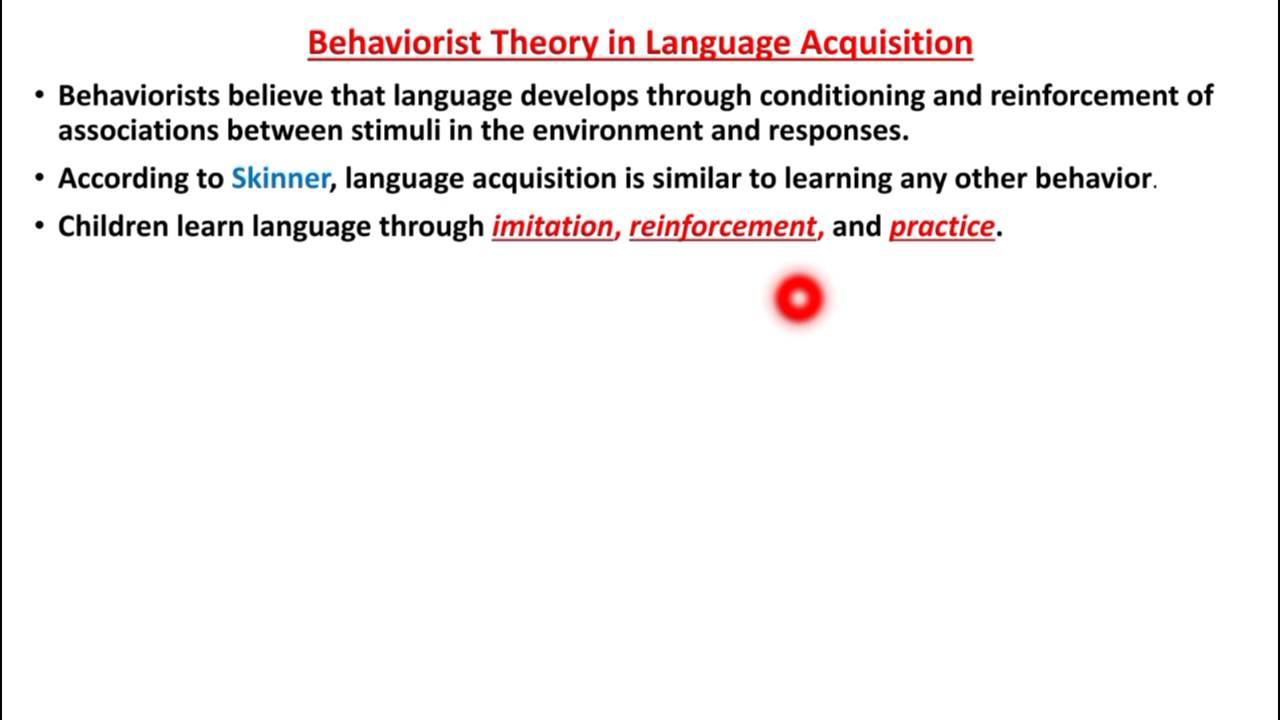 Behaviorist Theory in Language Acquisition
• Behaviorists believe that language develops through conditioning and reinforcement of
associations between stimuli in the environment and responses.
• According to Skinner, language acquisition is similar to learning any other behavior.
• Children learn language through imitation, reinforcement, and practice.